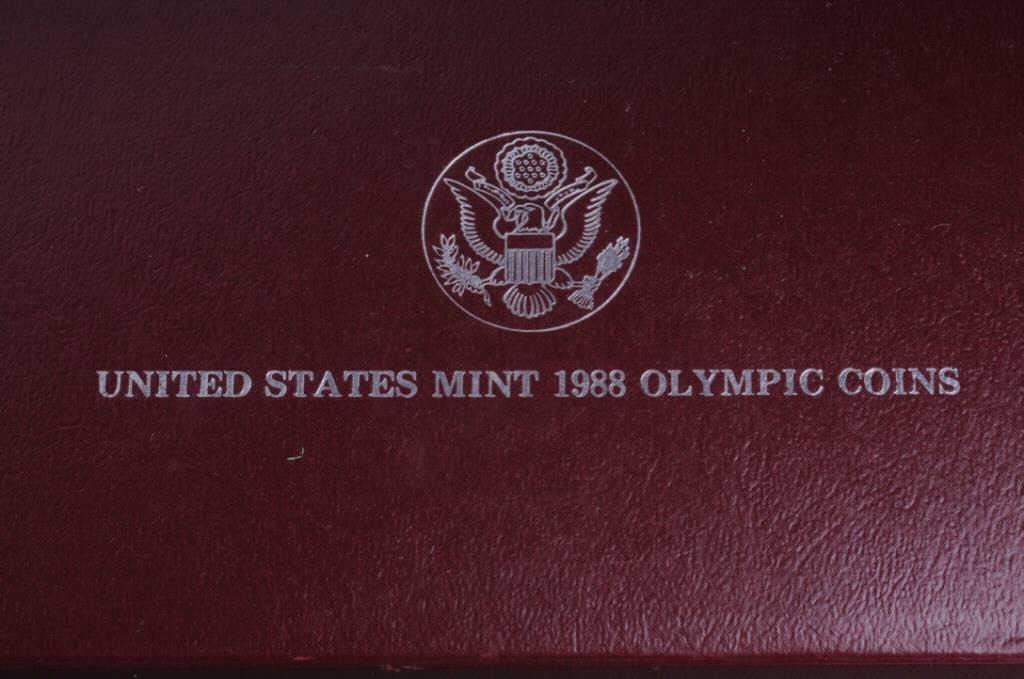 UNITED STATES MINT 1988 OLYMPIC COINS